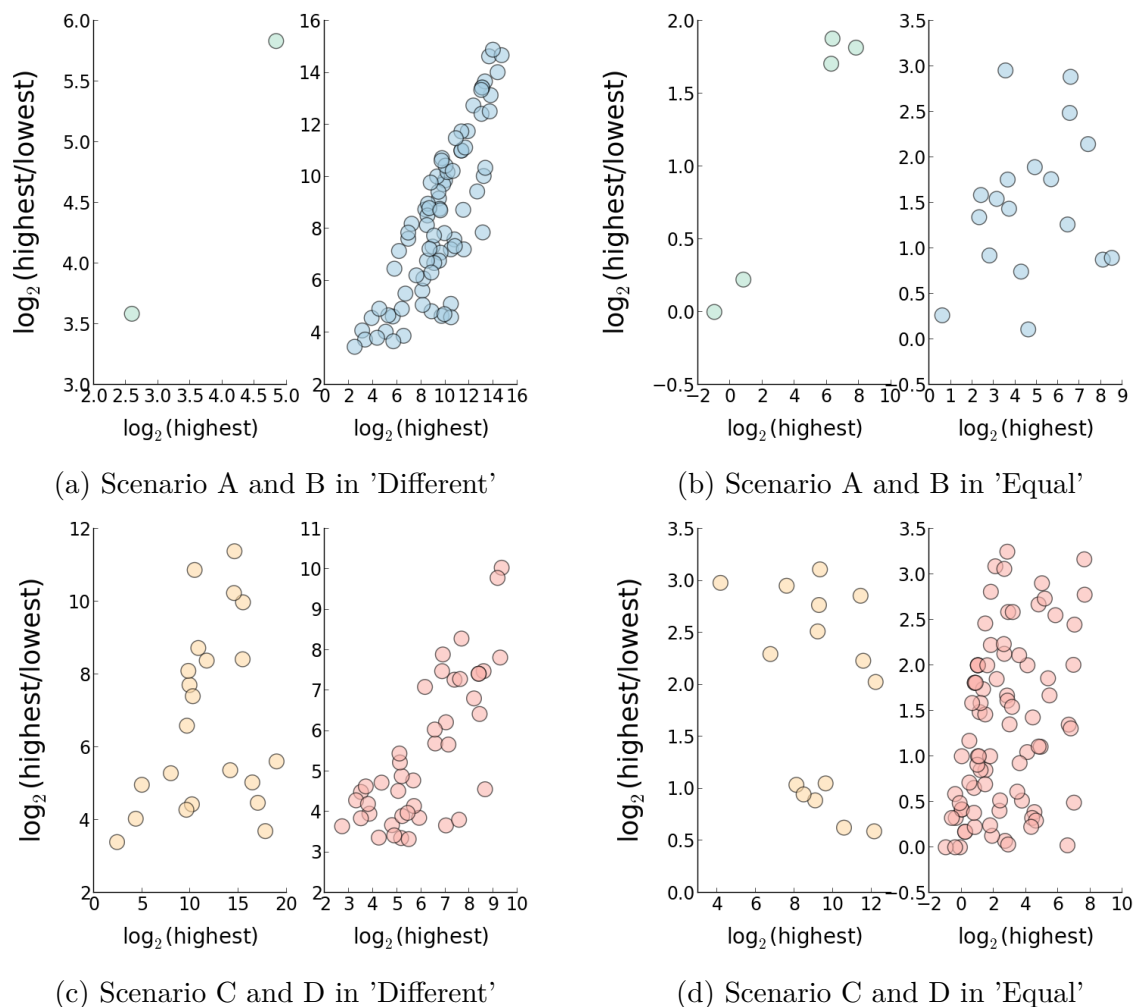 6.0
5.5
5.0
4.5
4.0
3.5
3.0
2.0 2.5 3.0 3.5 4.0 4.5 5.0
log2(highest/lowest)
log2(highest)
16
14
12
10
8
6
4
2
0 2 4 6 8 10 12 14 16
log2(highest)
(a) Scenario A and B in 'Different'
2.0
1.5
1.0
0.5
0.0
−0.5
−2 0 2 4 6 8 10
log2(highest/lowest)
log2(highest)
3.5
3.0
2.5
2.0
1.5
1.0
0.5
0.0
−0.5
0 1 2 3 4 5 6 7 8 9
log2(highest)
(b) Scenario A and B in 'Equal'
12
10
8
6
4
2
0 5 10 15 20
log2(highest/lowest)
log2(highest)
11
10
9
8
7
6
5
4
3
2
2 3 4 5 6 7 8 9 10
log2(highest)
(c) Scenario C and D in 'Different'
3.5
3.0
2.5
2.0
1.5
1.0
0.5
0.0
4 6 8 10 12
log2(highest/lowest)
log2(highest)
3.5
3.0
2.5
2.0
1.5
1.0
0.5
0.0
−0.5
−2 0 2 4 6 8 10
log2(highest)
(d) Scenario C and D in 'Equal'